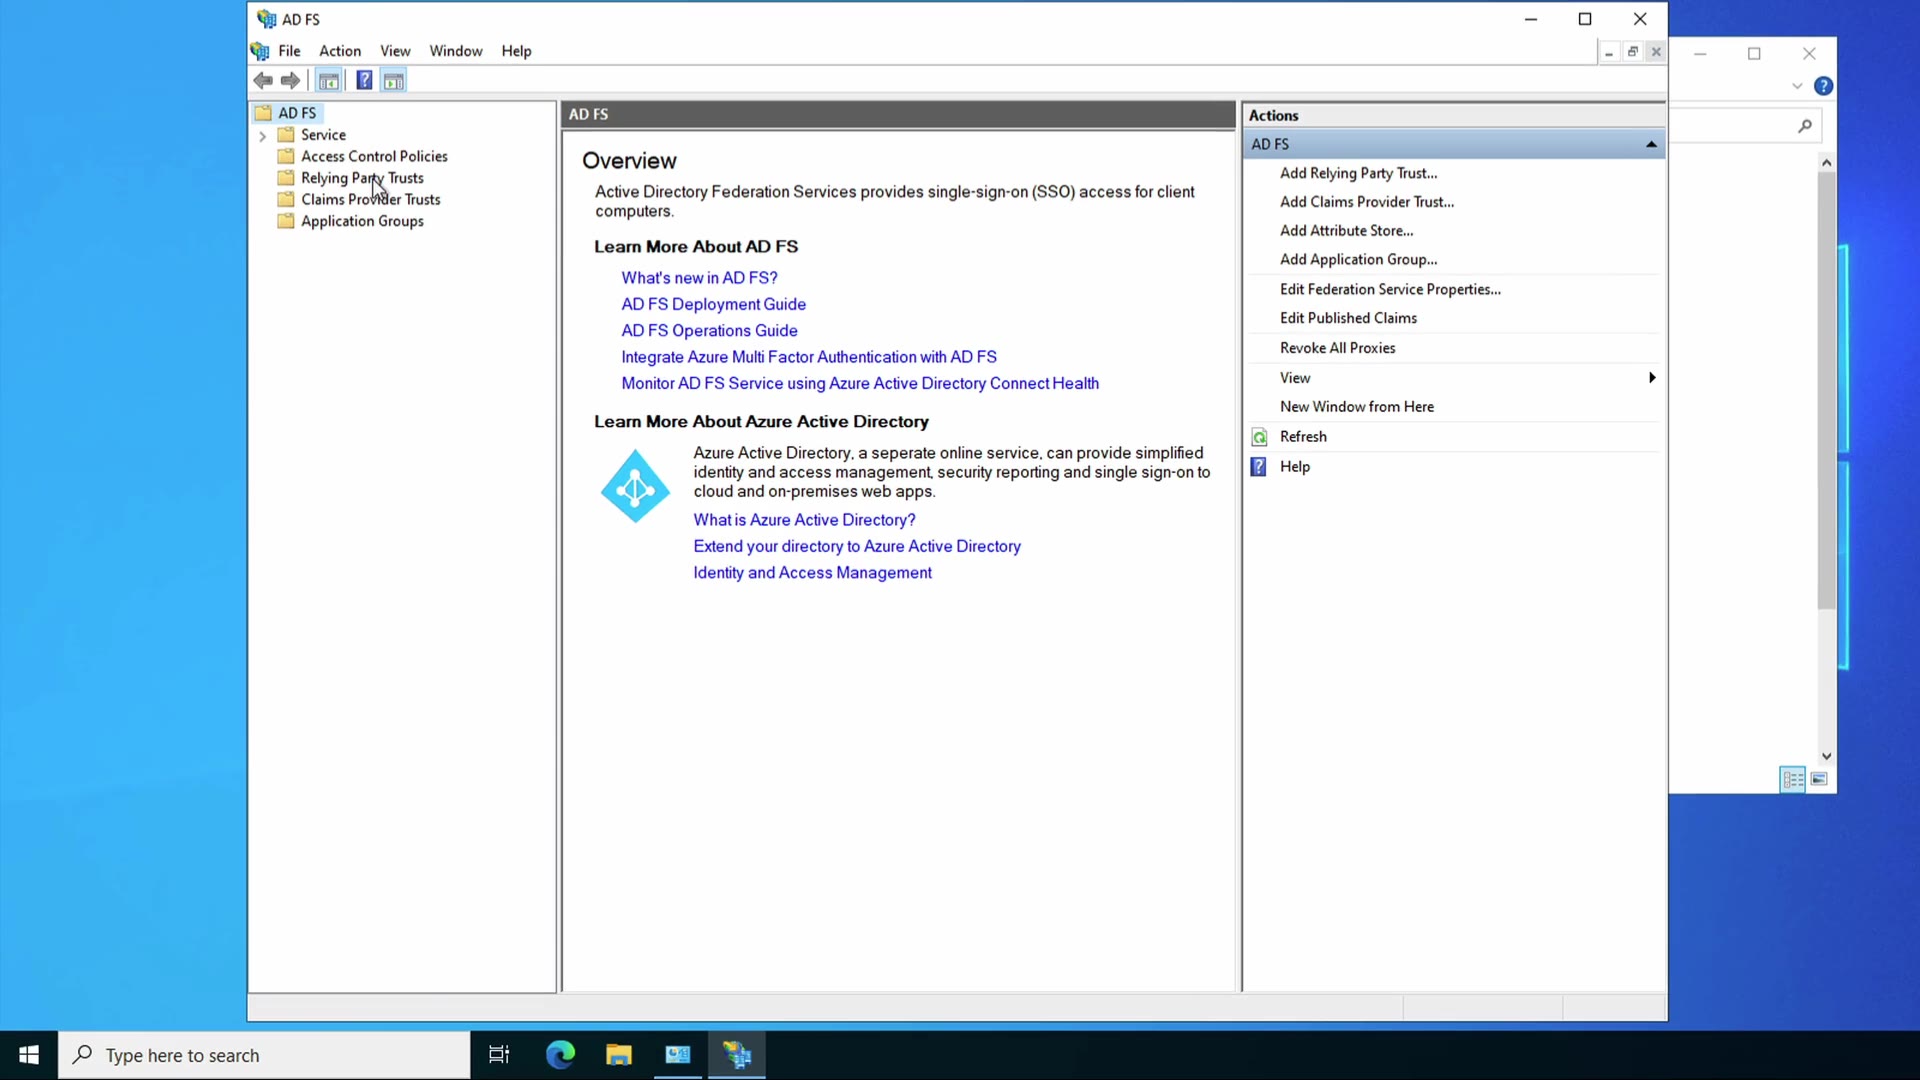 AD FS
File Action View Window Help
AD FS
Service
Access Control Policies
Relying Party Trusts
Claims Provider Trusts
Application Groups
AD FS
Overview
Active Directory Federation Services provides single-sign-on (SSO) access for client
computers.
Learn More About AD FS
What's new in AD FS?
AD FS Deployment Guide
AD FS Operations Guide
Integrate Azure Multi Factor Authentication with AD FS
Monitor AD FS Service using Azure Active Directory Connect Health
Learn More About Azure Active Directory
Azure Active Directory, a seperate online service, can provide simplified
identity and access management, security reporting and single sign-on to
cloud and on-premises web apps.
What is Azure Active Directory?
Extend your directory to Azure Active Directory
Identity and Access Management
Actions
AD FS
Add Relying Party Trust...
Add Claims Provider Trust...
Add Attribute Store...
Add Application Group...
Edit Federation Service Properties...
Edit Published Claims
Revoke All Proxies
View
New Window from Here
Refresh
Help
Type here to search